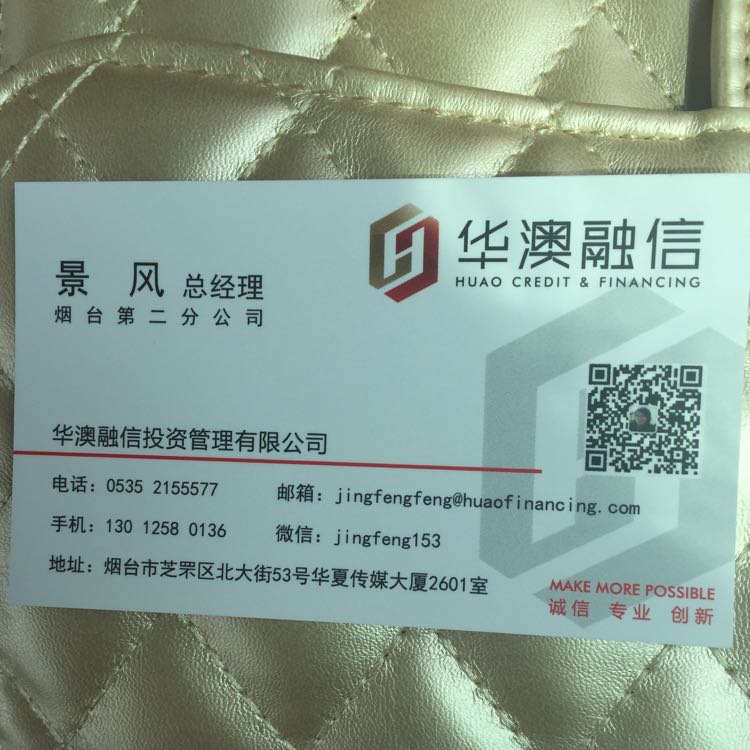 华澳融信
HUAO CREDIT & FINANCING
景 风 总经理
烟台第二分公司
华澳融信投资管理有限公司
电话：0535 2155577
邮箱：jingfengfeng@huaofinancing.com
手机：130 1258 0136
微信：jingfeng153
地址：烟台市芝罘区北大街53号华夏传媒大厦2601室
MAKE MORE POSSIBLE
诚信 专业 创新